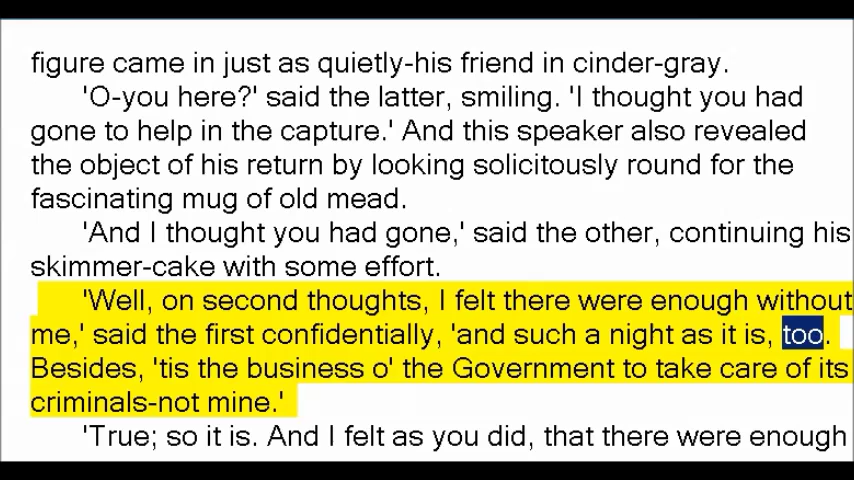 figure came in just as quietly-his friend in cinder-gray.
'O-you here?' said the latter, smiling. 'I thought you had
gone to help in the capture.' And this speaker also revealed
the object of his return by looking solicitously round for the
fascinating mug of old mead.
'And I thought you had gone,' said the other, continuing his
skimmer-cake with some effort.
'Well, on second thoughts, I felt there were enough without
me,' said the first confidentially, 'and such a night as it is, too.
Besides, 'tis the business o' the Government to take care of its
criminals-not mine.'
'True; so it is. And I felt as you did, that there were enough